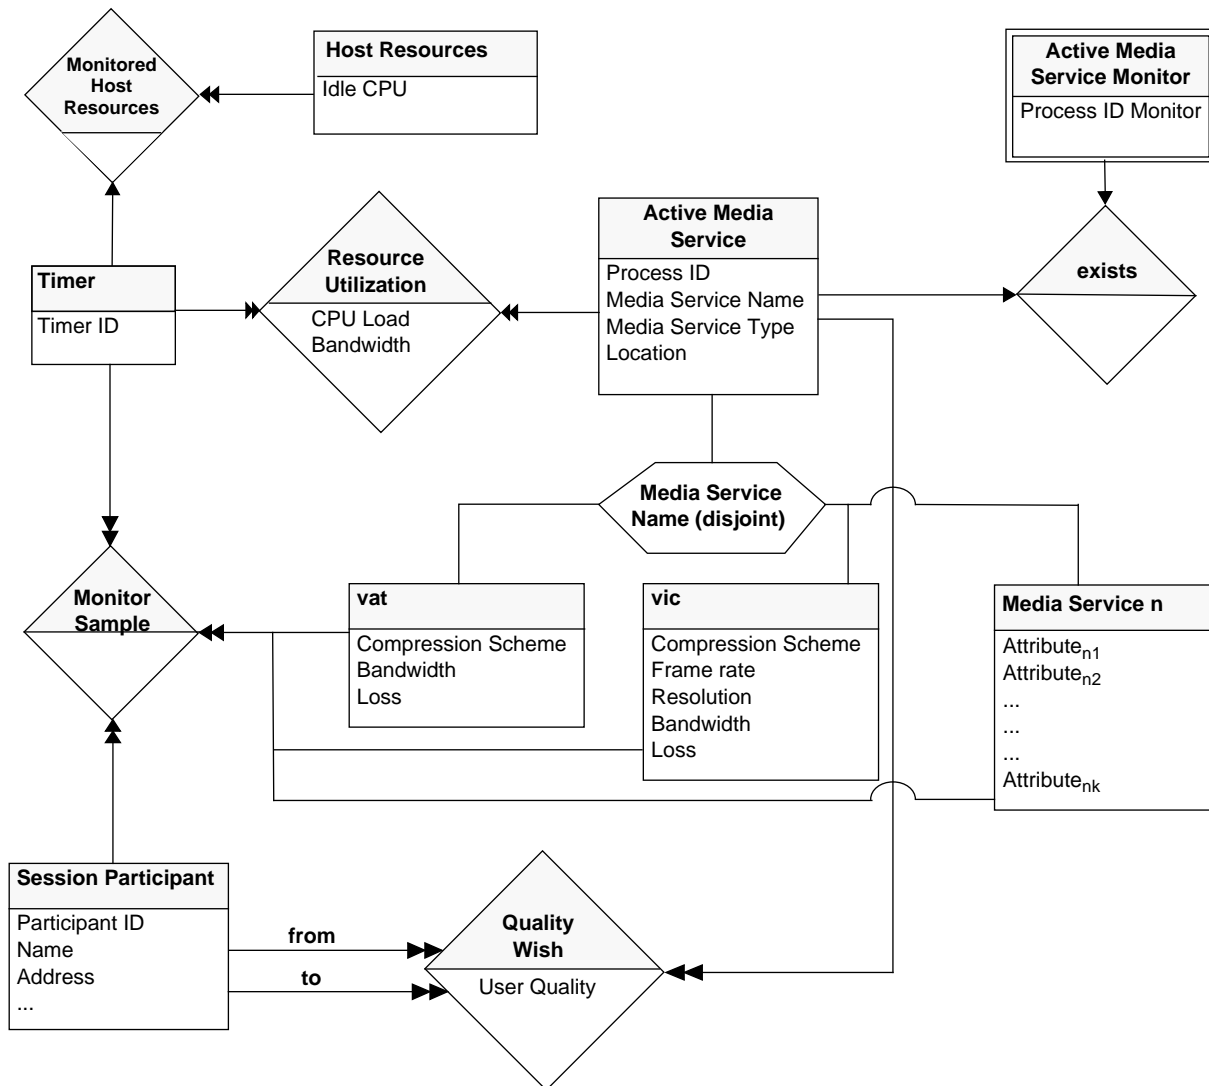 Monitored
Host
Resources
Host Resources
Idle CPU
Active Media
Service Monitor
Process ID Monitor
Timer
Timer ID
Resource
Utilization
CPU Load
Bandwidth
Active Media
Service
Process ID
Media Service Name
Media Service Type
Location
exists
Media Service
Name (disjoint)
Monitor
Sample
vat
Compression Scheme
Bandwidth
Loss
vic
Compression Scheme
Frame rate
Resolution
Bandwidth
Loss
Media Service n
Attributen1
Attributen2
...
...
...
Attributenk
Session Participant
Participant ID
Name
Address
...
from
to
Quality
Wish
User Quality